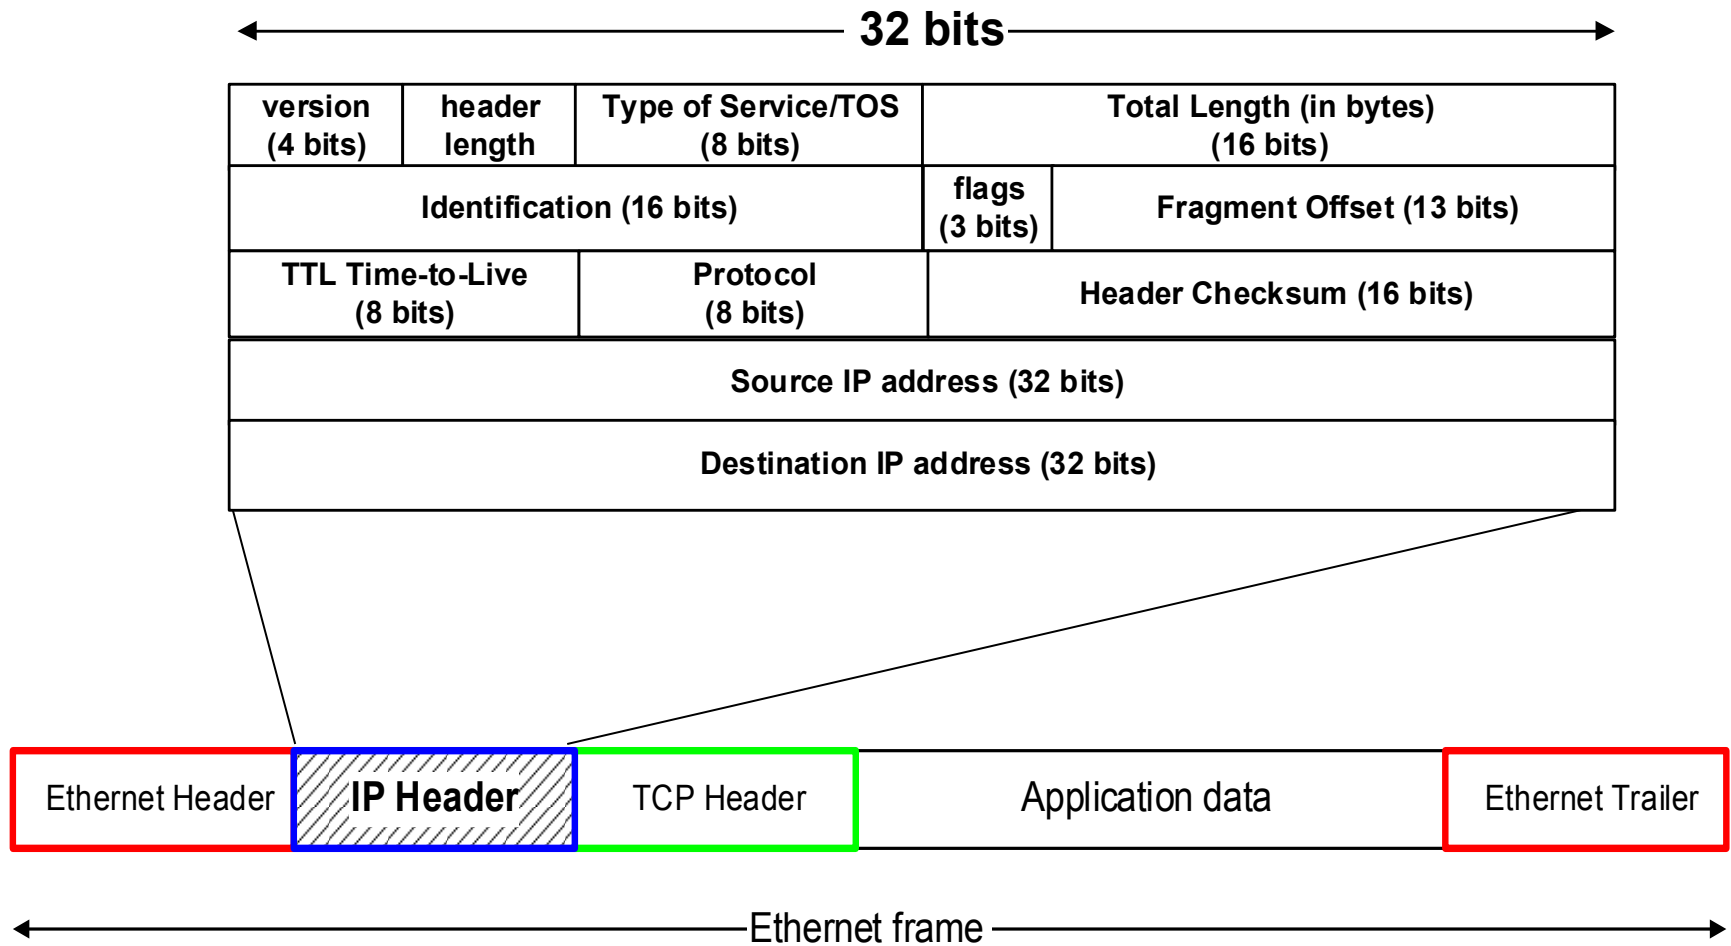 32 bits
version
(4 bits)
header
length
Type of Service/TOS
(8 bits)
Total Length (in bytes)
(16 bits)
Identification (16 bits)
flags
(3 bits)
Fragment Offset (13 bits)
TTL Time-to-Live
(8 bits)
Protocol
(8 bits)
Header Checksum (16 bits)
Source IP address (32 bits)
Destination IP address (32 bits)
Ethernet Header
IP Header
TCP Header
Application data
Ethernet Trailer
Ethernet frame